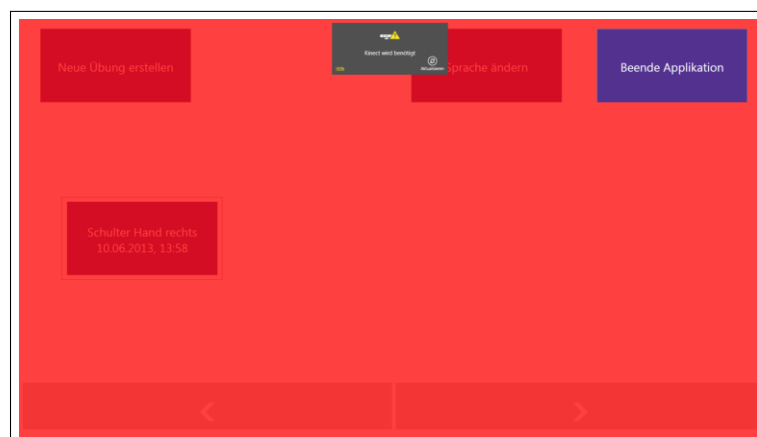 Neue Übung erstellen
Kinect wird benötigt
Sprache ändern
Beende Applikation
Schulter Hand rechts
10.06.2013, 13:58